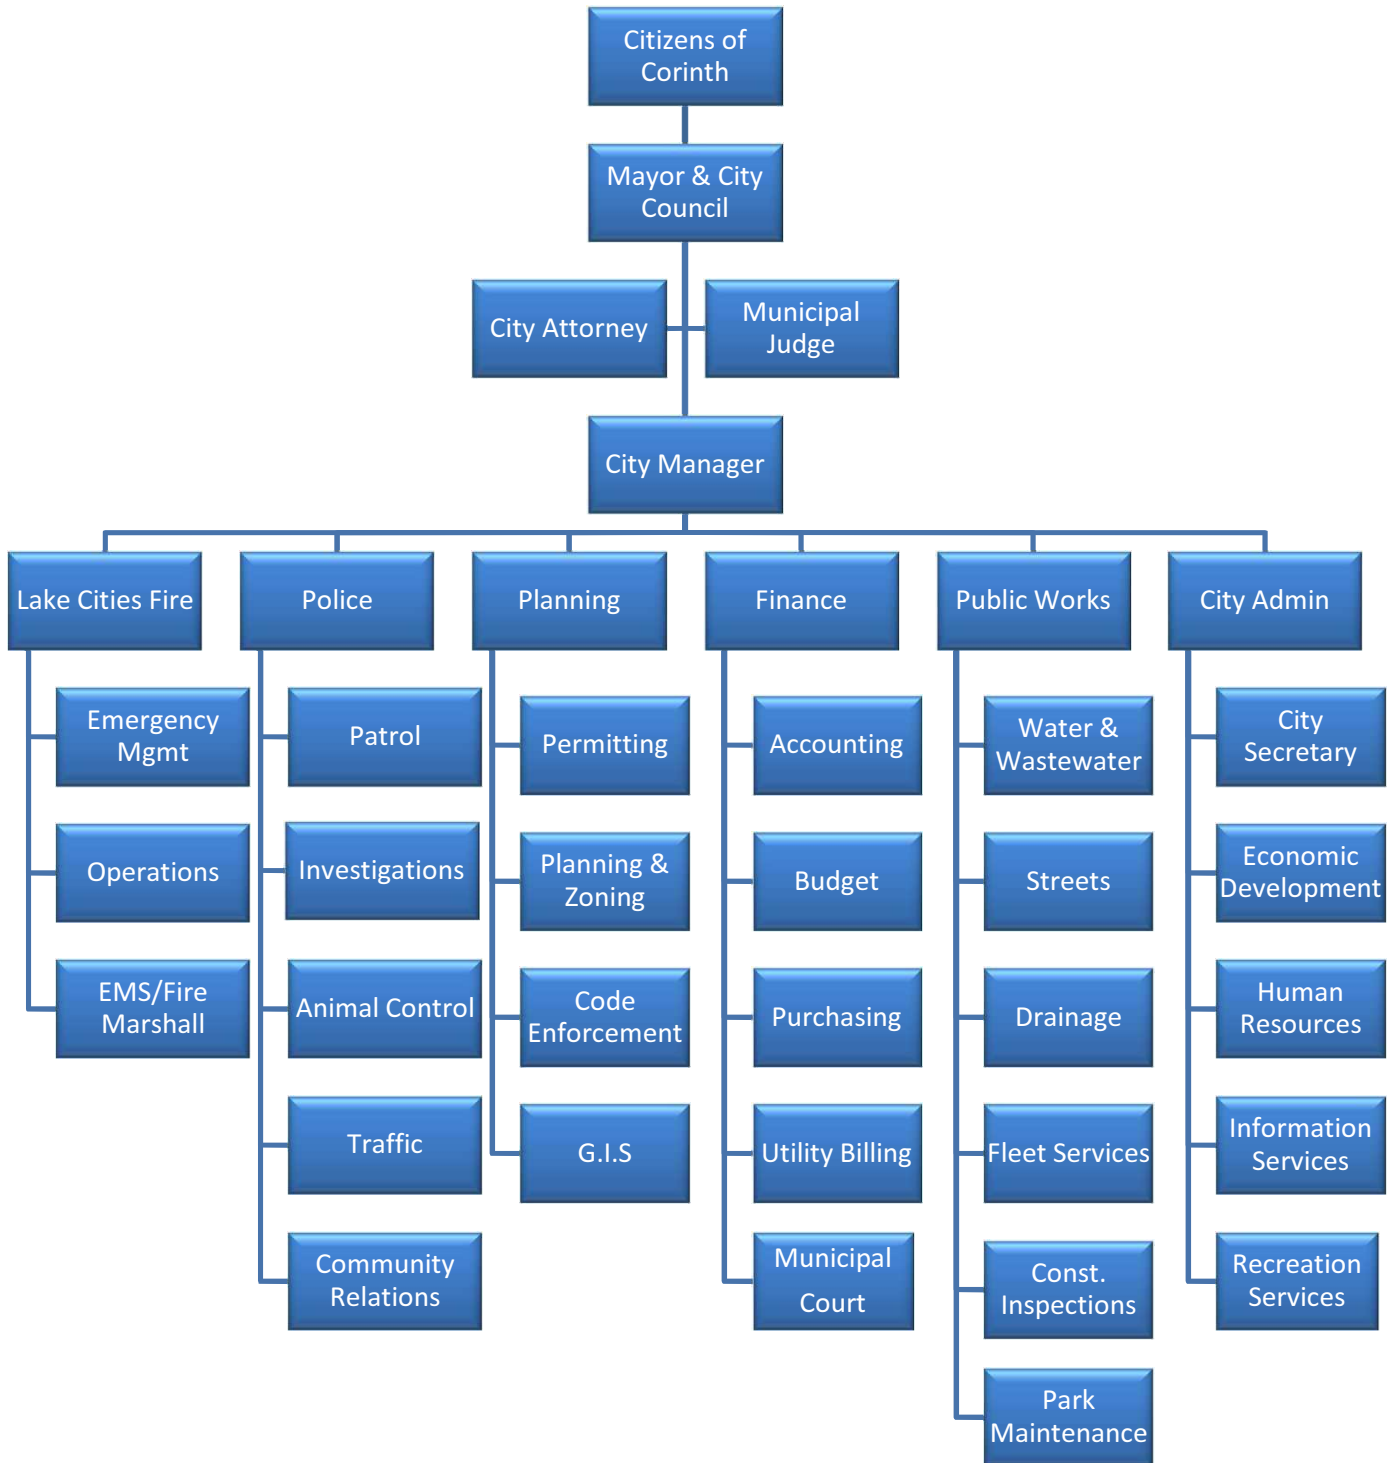 Citizens of
Corinth
Mayor & City
Council
City Attorney
Municipal
Judge
City Manager
Lake Cities Fire
Police
Planning
Finance
Public Works
City Admin
Emergency
Mgmt
Operations
EMS/Fire
Marshall
Patrol
Investigations
Animal Control
Traffic
Community
Relations
Permitting
Planning &
Zoning
Code
Enforcement
G.I.S
Accounting
Budget
Purchasing
Utility Billing
Municipal
Court
Water &
Wastewater
Streets
Drainage
Fleet Services
Const.
Inspections
Park
Maintenance
City
Secretary
Economic
Development
Human
Resources
Information
Services
Recreation
Services